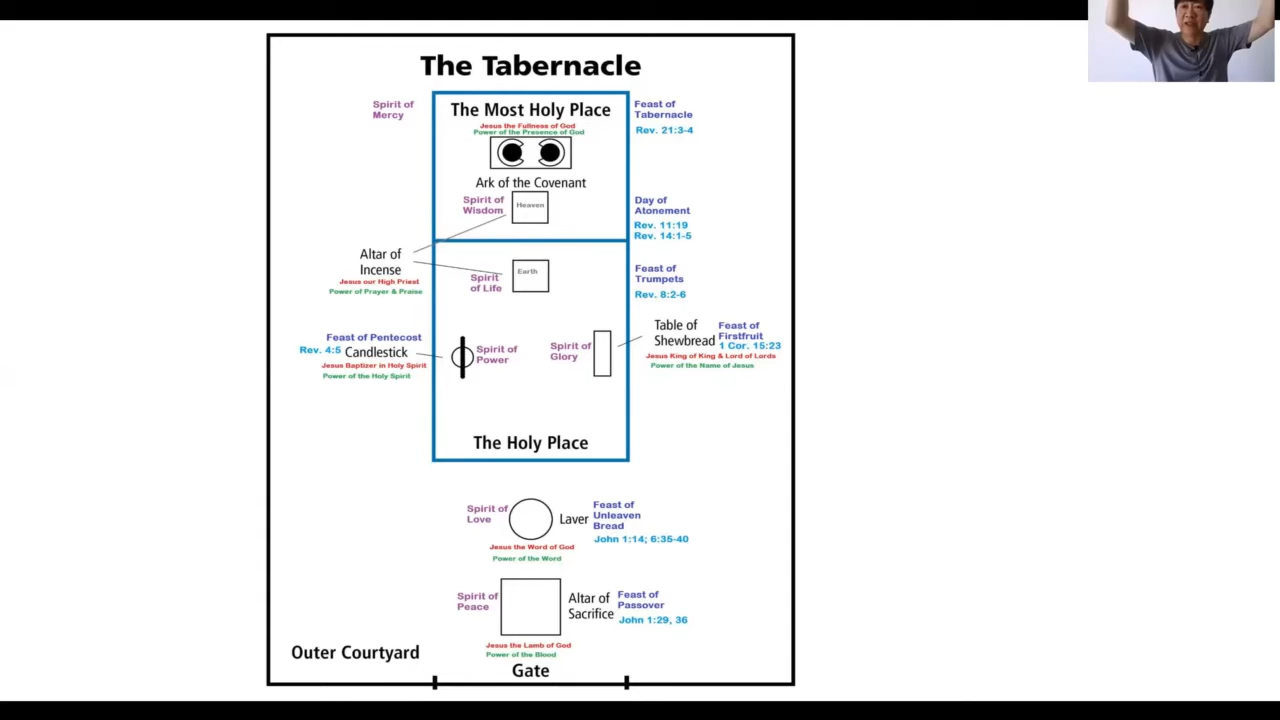 The Tabernacle
Spirit of
Mercy
The Most Holy Place
Jesus the Fullness of God
Power of the Presence of God
Feast of
Tabernacle
Rev. 21:3-4
Ark of the Covenant
Spirit of
Wisdom
Heaven
Day of
Atonement
Rev. 11:19
Rev. 14:1-5
Altar of
Incense
Jesus our High Priest
Power of Prayer & Praise
Spirit
of Life
Earth
Feast of
Trumpets
Rev. 8:2-6
Feast of Pentecost
Rev. 4:5 Candlestick
Jesus Baptizer in Holy Spirit
Power of the Holy Spirit
Spirit of
Power
Spirit of
Glory
Table of
Shewbread
Feast of
Firstfruit
1 Cor. 15:23
Jesus King of King & Lord of Lords
Power of the Name of Jesus
The Holy Place
Spirit of
Love
Laver
Feast of
Unleaven
Bread
John 1:14; 6:35-40
Jesus the Word of God
Power of the Word
Spirit of
Peace
Altar of
Sacrifice
Feast of
Passover
John 1:29, 36
Jesus the Lamb of God
Power of the Blood
Outer Courtyard
Gate